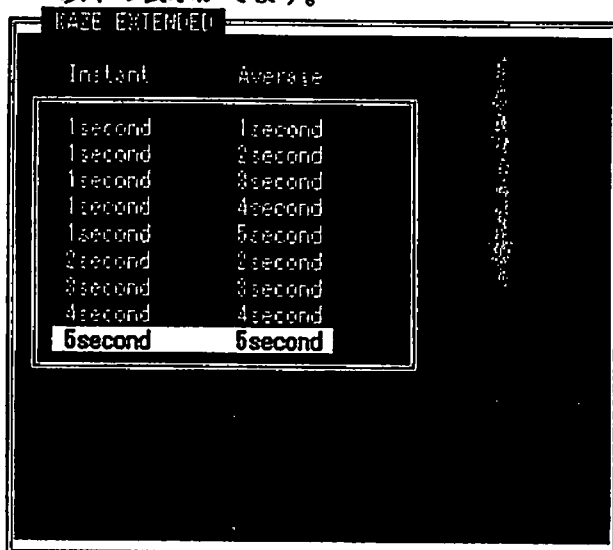 KAZE EXTENDED
Instant Average
1second 1second
1second 2second
1second 3second
1second 4second
1second 5second
2second 2second
3second 3second
4second 4second
5second 5second